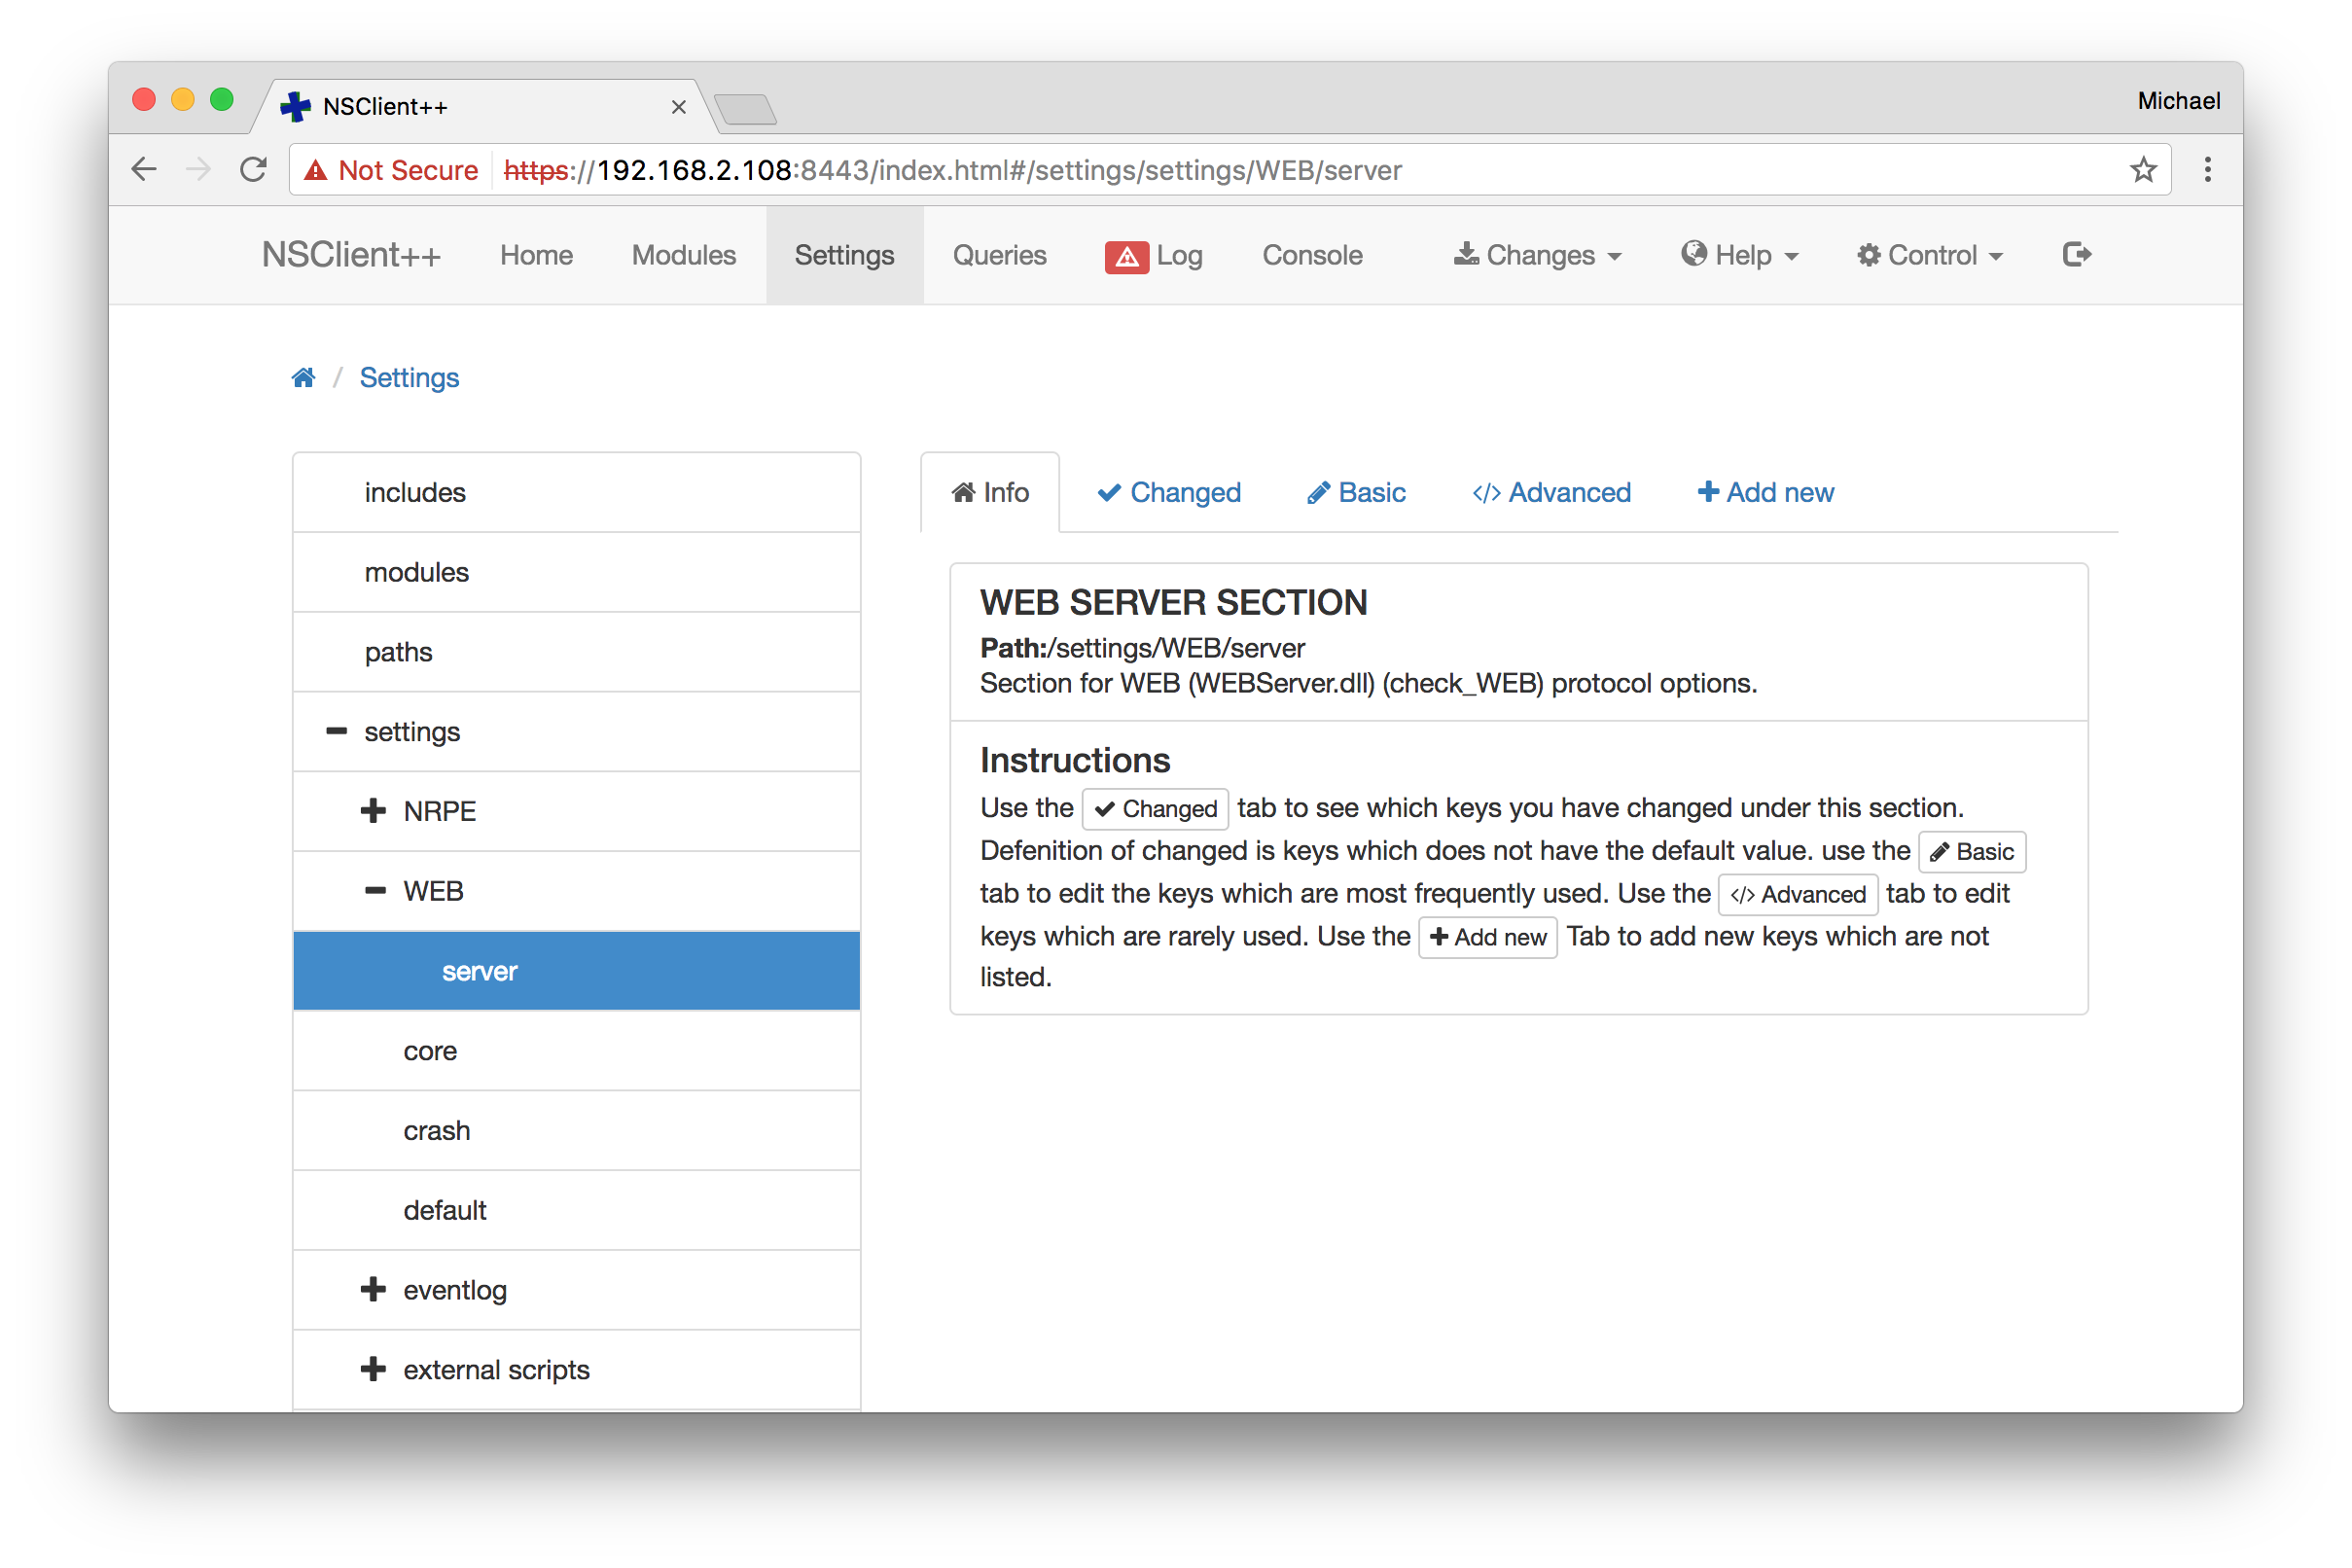 NSClient++
Michael
Not Secure https://192.168.2.108:8443/index.html#/settings/settings/WEB/server
NSClient++ Home Modules Settings Queries Log Console Changes Help Control
/ Settings
includes
modules
paths
settings
NRPE
WEB
server
core
crash
default
eventlog
external scripts
Info Changed Basic </> Advanced Add new
WEB SERVER SECTION
Path:/settings/WEB/server
Section for WEB (WEBServer.dll) (check_WEB) protocol options.
Instructions
Use the Changed tab to see which keys you have changed under this section.
Defenition of changed is keys which does not have the default value. use the Basic
tab to edit the keys which are most frequently used. Use the </> Advanced tab to edit
keys which are rarely used. Use the Add new Tab to add new keys which are not
listed.